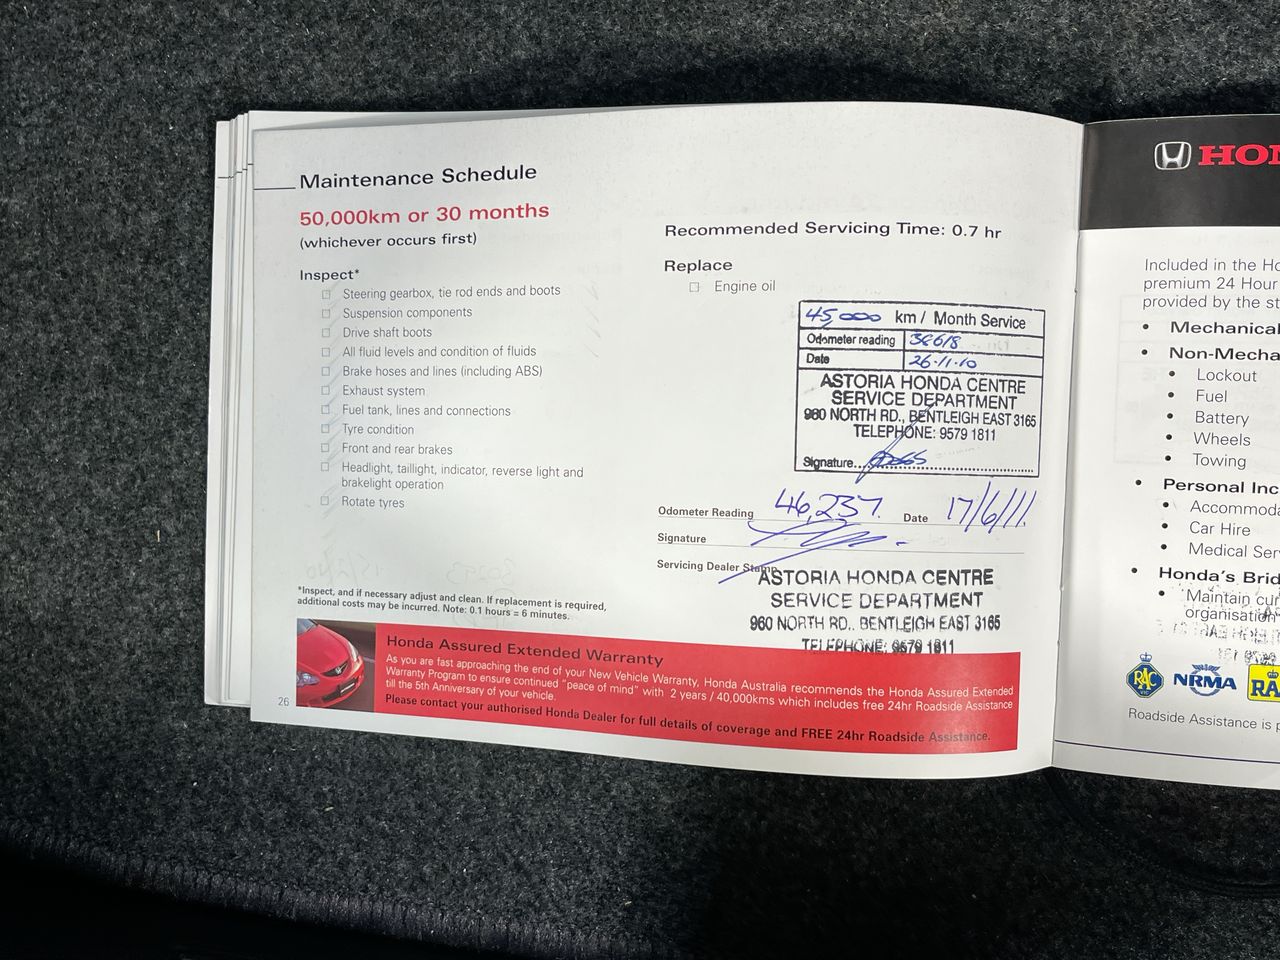 Maintenance Schedule
50,000km or 30 months
(whichever occurs first)
Inspect*
Steering gearbox, tie rod ends and boots
Suspension components
Drive shaft boots
All fluid levels and condition of fluids
Brake hoses and lines (including ABS)
Exhaust system
Fuel tank, lines and connections
Tyre condition
Front and rear brakes
Headlight, taillight, indicator, reverse light and
brakelight operation
Rotate tyres
*Inspect, and if necessary adjust and clean. If replacement is required,
additional costs may be incurred. Note: 0.1 hours = 6 minutes.
Recommended Servicing Time: 0.7 hr
Replace
Engine oil
45,000 km / Month Service
Odometer reading 36618
Date 26·11·10
ASTORIA HONDA CENTRE
SERVICE DEPARTMENT
960 NORTH RD., BENTLEIGH EAST 3165
TELEPHONE: 9579 1811
Signature
Odometer Reading 46,237 Date 17/6/11.
Signature
Servicing Dealer Stamp
ASTORIA HONDA CENTRE
SERVICE DEPARTMENT
960 NORTH RD., BENTLEIGH EAST 3165
TELEPHONE: 9579 1811
Honda Assured Extended Warranty
As you are fast approaching the end of your New Vehicle Warranty, Honda Australia recommends the Honda Assured Extended
Warranty Program to ensure continued "peace of mind" with 2 years / 40,000kms which includes free 24hr Roadside Assistance
till the 5th Anniversary of your vehicle.
Please contact your authorised Honda Dealer for full details of coverage and FREE 24hr Roadside Assistance.
26
HON
Included in the Ho
premium 24 Hour
provided by the st
• Mechanical
• Non-Mecha
• Lockout
• Fuel
• Battery
• Wheels
• Towing
• Personal Inc
• Accommoda
• Car Hire
• Medical Ser
• Honda's Brid
• Maintain cur
organisation
RAC
VIC
NRMA
RA
Roadside Assistance is p